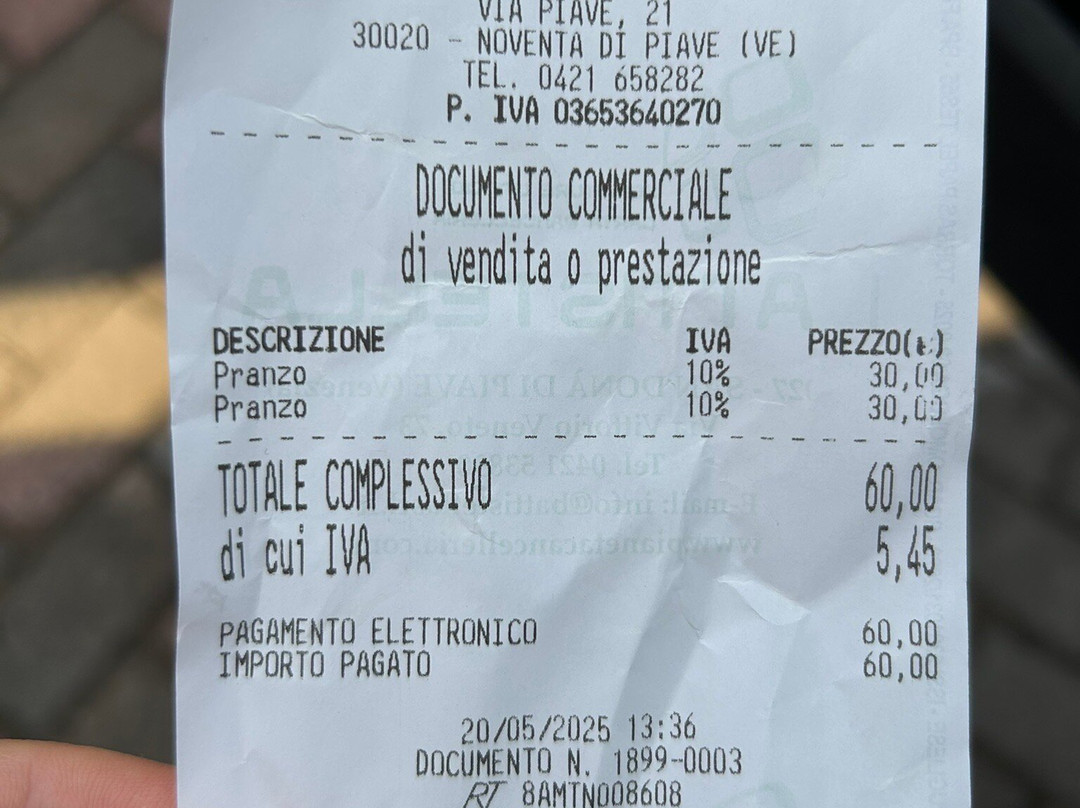 VIA PIAVE, 21
30020 - NOVENTA DI PIAVE (VE)
TEL. 0421 658282
P. IVA 03653640270
DOCUMENTO COMMERCIALE
di vendita o prestazione
DESCRIZIONE IVA PREZZO(€)
Pranzo 10% 30,00
Pranzo 10% 30,00
TOTALE COMPLESSIVO 60,00
di cui IVA 5,45
PAGAMENTO ELETTRONICO 60,00
IMPORTO PAGATO 60,00
20/05/2025 13:36
DOCUMENTO N. 1899-0003
RT 8AMTN008608